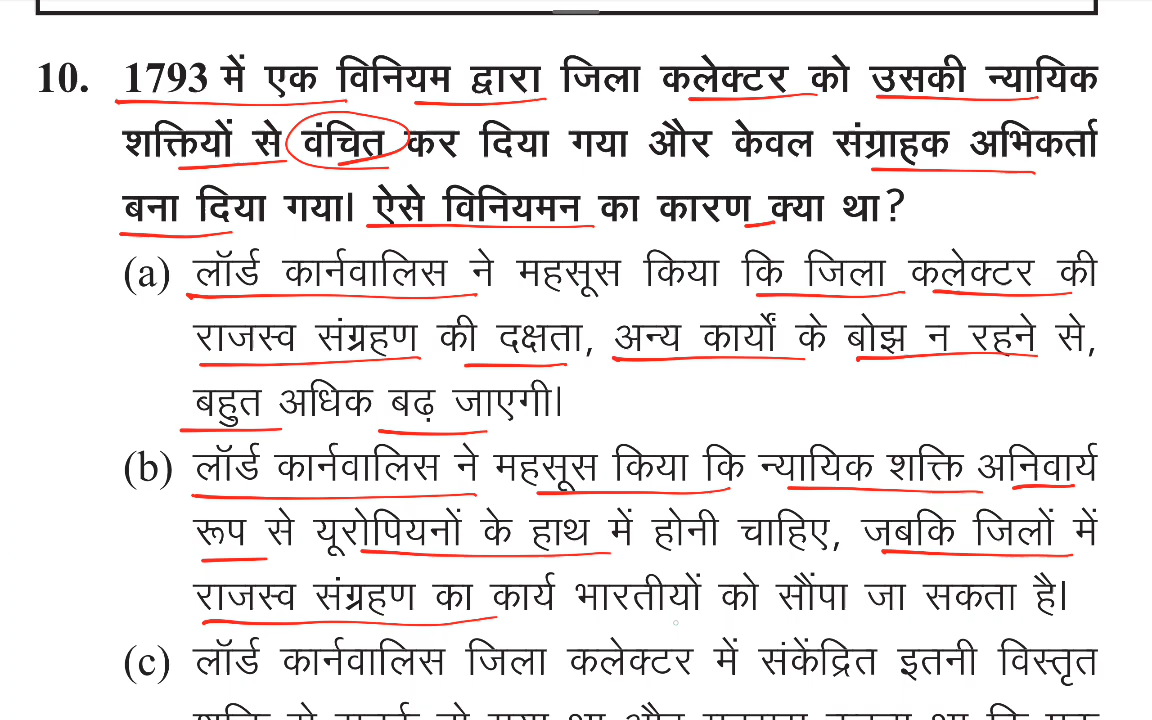 10. 1793 में एक विनियम द्वारा जिला कलेक्टर को उसकी न्यायिक
शक्तियों से वंचित कर दिया गया और केवल संग्राहक अभिकर्ता
बना दिया गया। ऐसे विनियमन का कारण क्या था?
(a) लॉर्ड कार्नवालिस ने महसूस किया कि जिला कलेक्टर की
राजस्व संग्रहण की दक्षता, अन्य कार्यों के बोझ न रहने से,
बहुत अधिक बढ़ जाएगी।
(b) लॉर्ड कार्नवालिस ने महसूस किया कि न्यायिक शक्ति अनिवार्य
रूप से यूरोपियनों के हाथ में होनी चाहिए, जबकि जिलों में
राजस्व संग्रहण का कार्य भारतीयों को सौंपा जा सकता है।
(c) लॉर्ड कार्नवालिस जिला कलेक्टर में संकेंद्रित इतनी विस्तृत